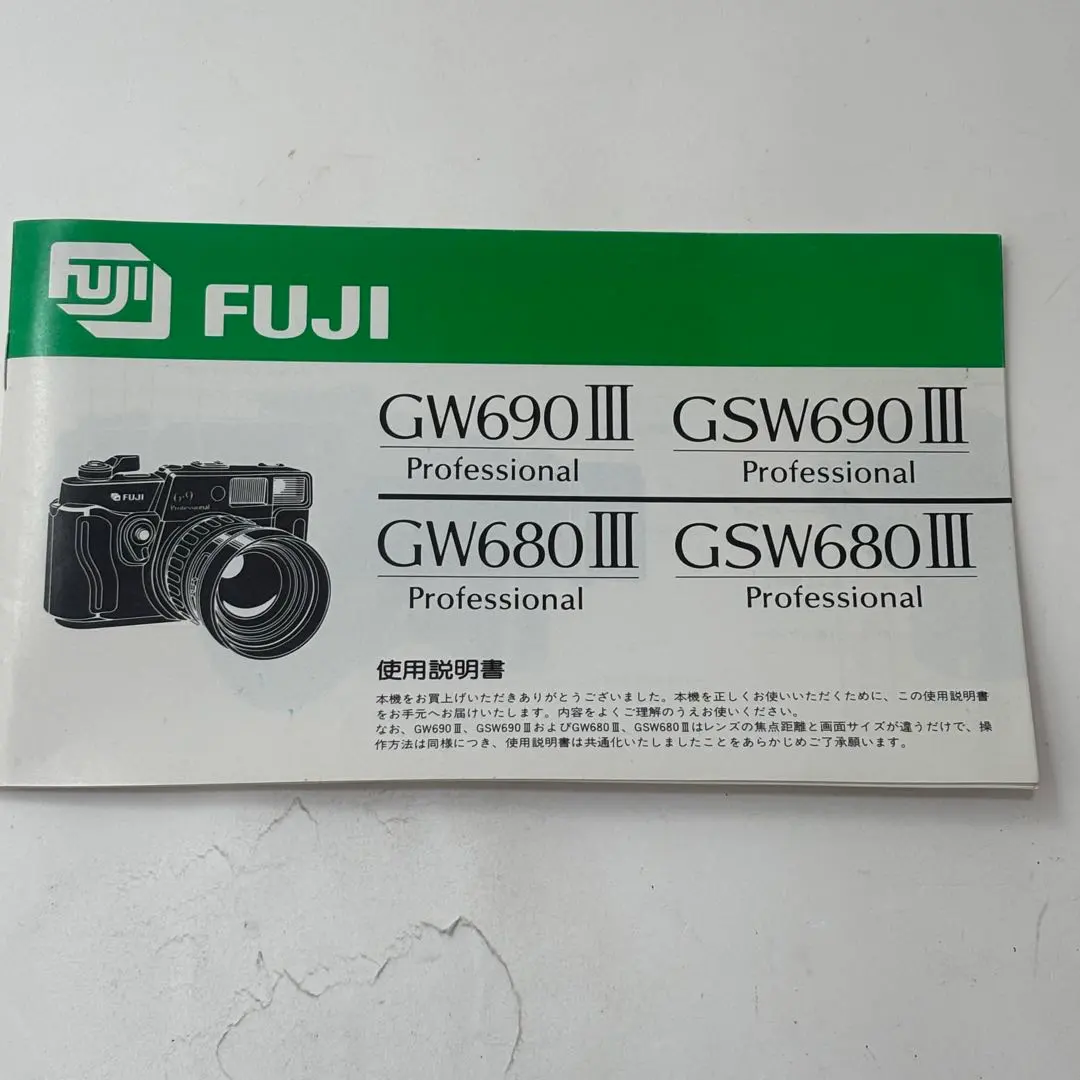 FUJI
FUJI
GW690Ⅲ GSW690Ⅲ
Professional Professional
FUJI
6×9
Professional
GW680Ⅲ GSW680Ⅲ
Professional Professional
使用説明書
本機をお買上げいただきありがとうございました。本機を正しくお使いいただくために、この使用説明書
をお手元へお届けいたします。内容をよくご理解のうえお使いください。
なお、GW690Ⅲ、GSW690ⅢおよびGW680Ⅲ、GSW680Ⅲはレンズの焦点距離と画面サイズが違うだけで、操
作方法は同様につき、使用説明書は共通化いたしましたことをあらかじめご了承願います。